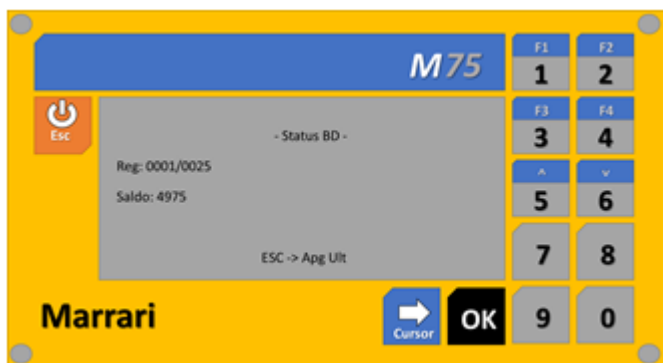 M75
F1 F2
1 2
Esc
F3 F4
3 4
- Status BD -
Reg: 0001/0025
Saldo: 4975
ESC -> Apg Ult
^ v
5 6
7 8
Marrari
Cursor
OK
9 0